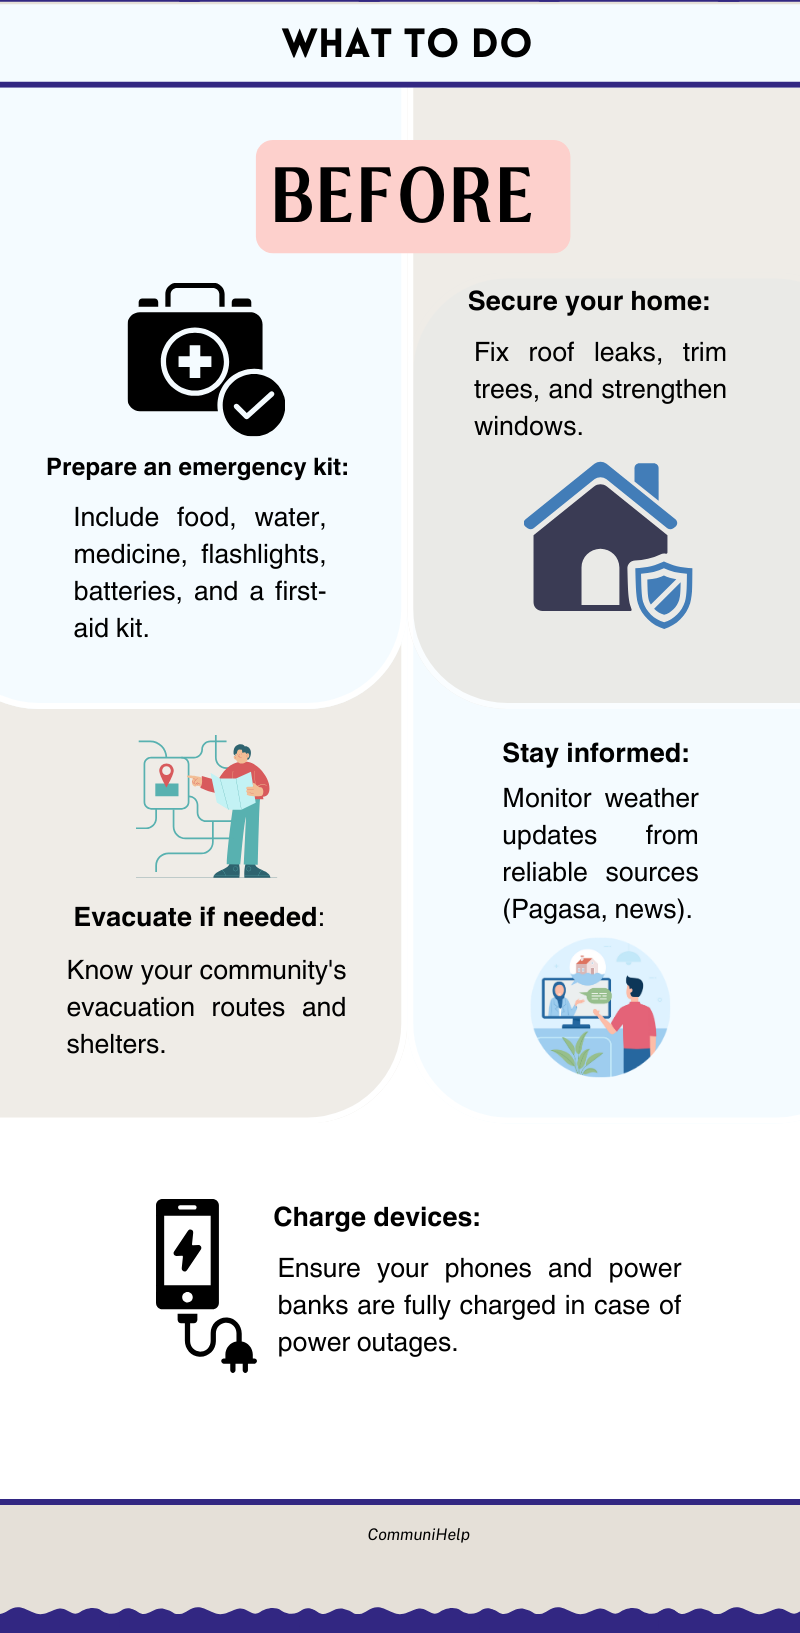 WHAT TO DO
BEFORE
Prepare an emergency kit:
Include food, water,
medicine, flashlights,
batteries, and a first-
aid kit.
Secure your home:
Fix roof leaks, trim
trees, and strengthen
windows.
Evacuate if needed:
Know your community's
evacuation routes and
shelters.
Stay informed:
Monitor weather
updates from
reliable sources
(Pagasa, news).
Charge devices:
Ensure your phones and power
banks are fully charged in case of
power outages.
CommuniHelp